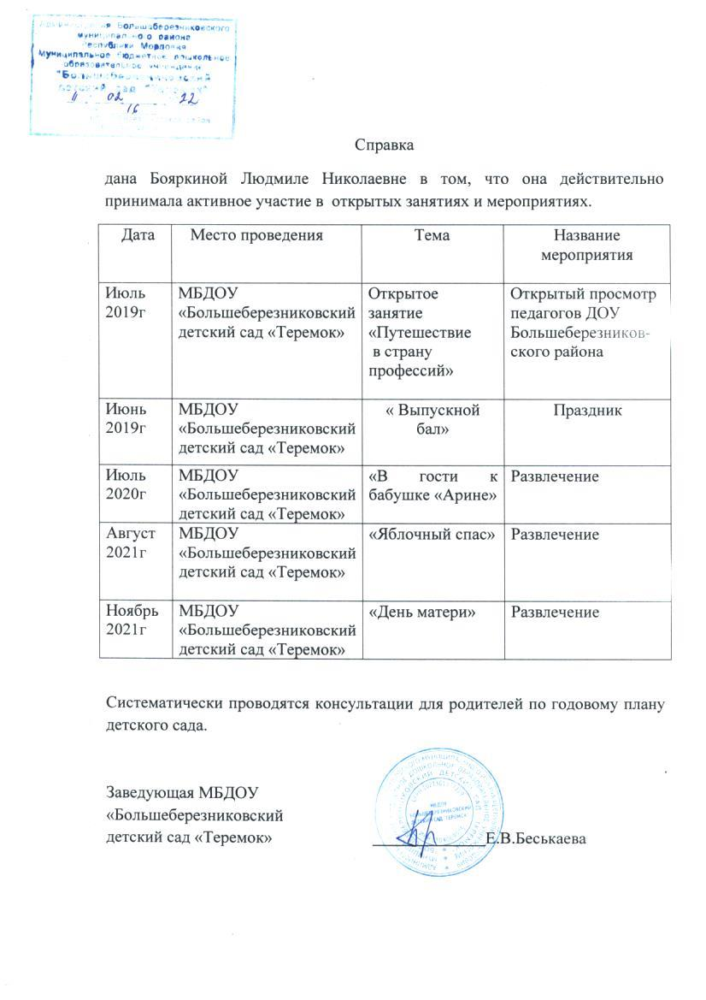 Администрация Большеберезниковского
муниципального района
Республики Мордовия
Муниципальное бюджетное дошкольное
образовательное учреждение
"Большеберезниковский
детский сад "Теремок"
11 02 22
16
Справка
дана Бояркиной Людмиле Николаевне в том, что она действительно
принимала активное участие в открытых занятиях и мероприятиях.
Дата Место проведения Тема Название
мероприятия
Июль
2019г
МБДОУ
«Большеберезниковский
детский сад «Теремок»
Открытое
занятие
«Путешествие
в страну
профессий»
Открытый просмотр
педагогов ДОУ
Большеберезников-
ского района
Июнь
2019г
МБДОУ
«Большеберезниковский
детский сад «Теремок»
« Выпускной
бал»
Праздник
Июль
2020г
МБДОУ
«Большеберезниковский
детский сад «Теремок»
«В гости к
бабушке «Арине»
Развлечение
Август
2021г
МБДОУ
«Большеберезниковский
детский сад «Теремок»
«Яблочный спас»
Развлечение
Ноябрь
2021г
МБДОУ
«Большеберезниковский
детский сад «Теремок»
«День матери»
Развлечение
Систематически проводятся консультации для родителей по годовому плану
детского сада.
Заведующая МБДОУ
«Большеберезниковский
детский сад «Теремок» Е.В.Беськаева
МБДОУ
БОЛЬШЕБЕРЕЗНИКОВСКИЙ
ДЕТСКИЙ САД "ТЕРЕМОК"